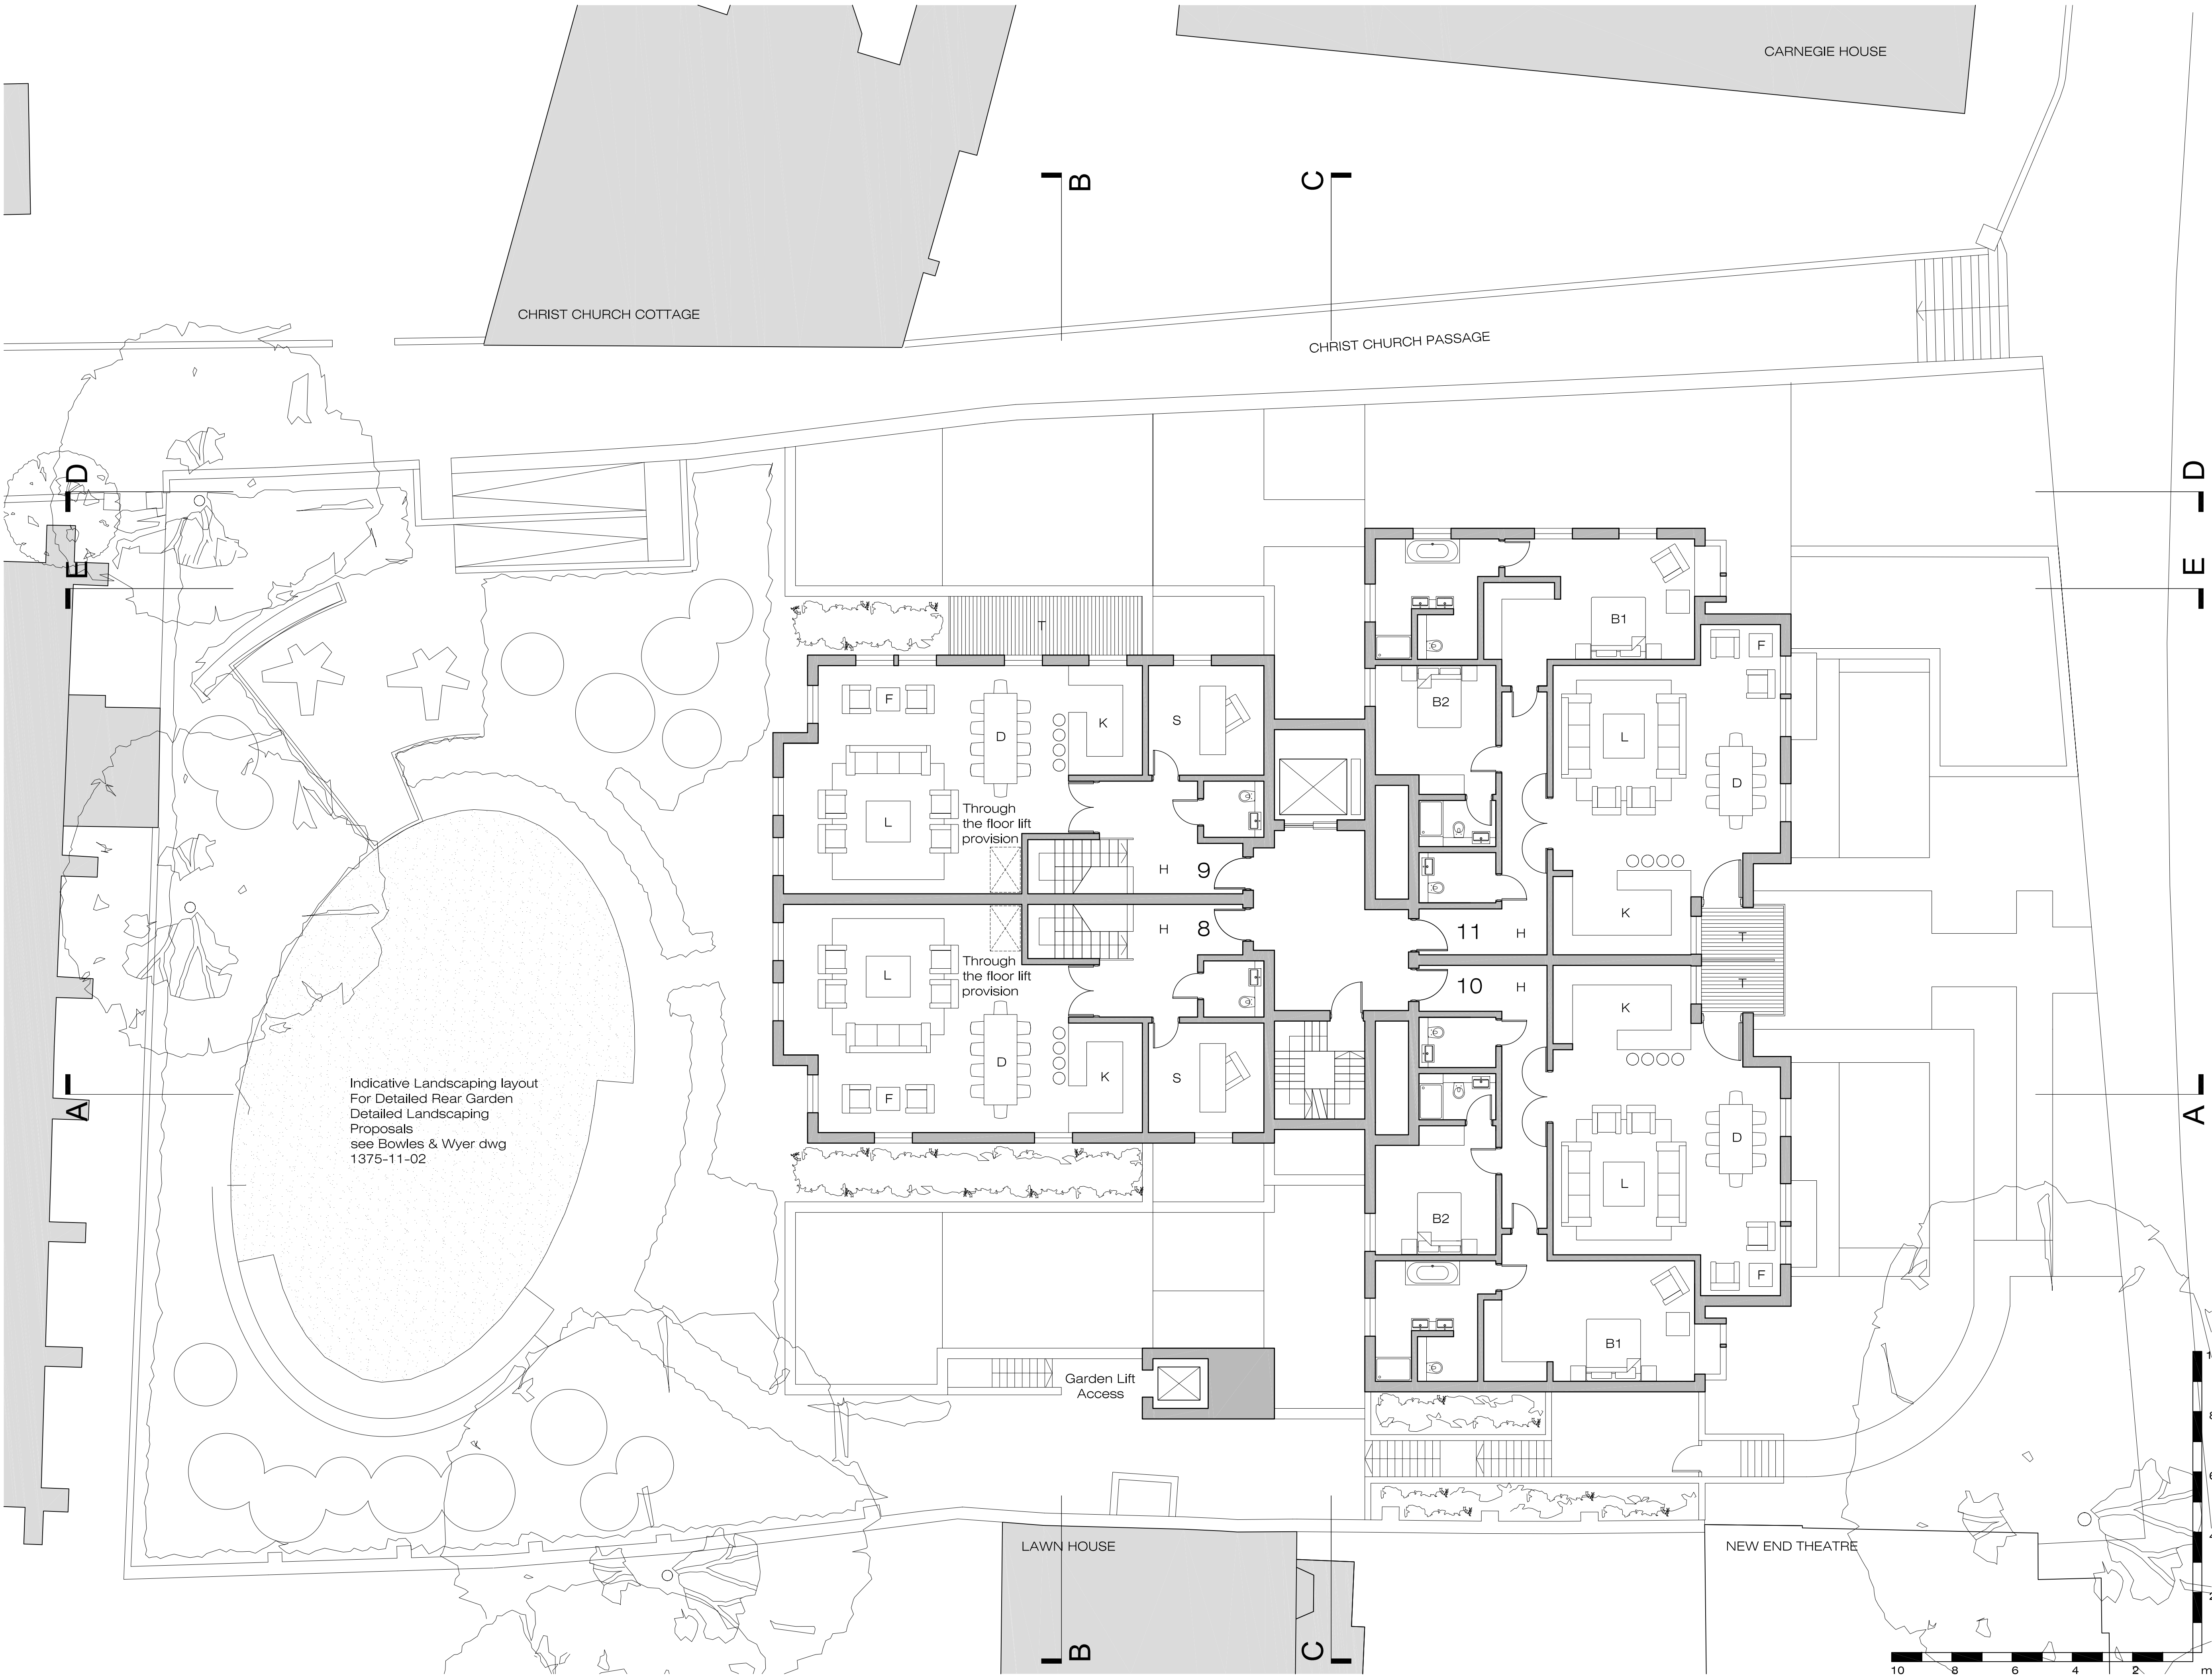 CARNEGIE HOUSE
B
C
CHRIST CHURCH COTTAGE
CHRIST CHURCH PASSAGE
D
D
E
E
T
B1
F
F
B2
L
D
K
S
D
L
Through
the floor lift
provision
H
9
K
H
8
11
H
T
L
Through
the floor lift
provision
10
H
T
K
D
K
S
F
D
L
B2
F
B1
A
A
Indicative Landscaping layout
For Detailed Rear Garden
Detailed Landscaping
Proposals
see Bowles & Wyer dwg
1375-11-02
Garden Lift
Access
LAWN HOUSE
NEW END THEATRE
B
C
10
8
6
4
2
m